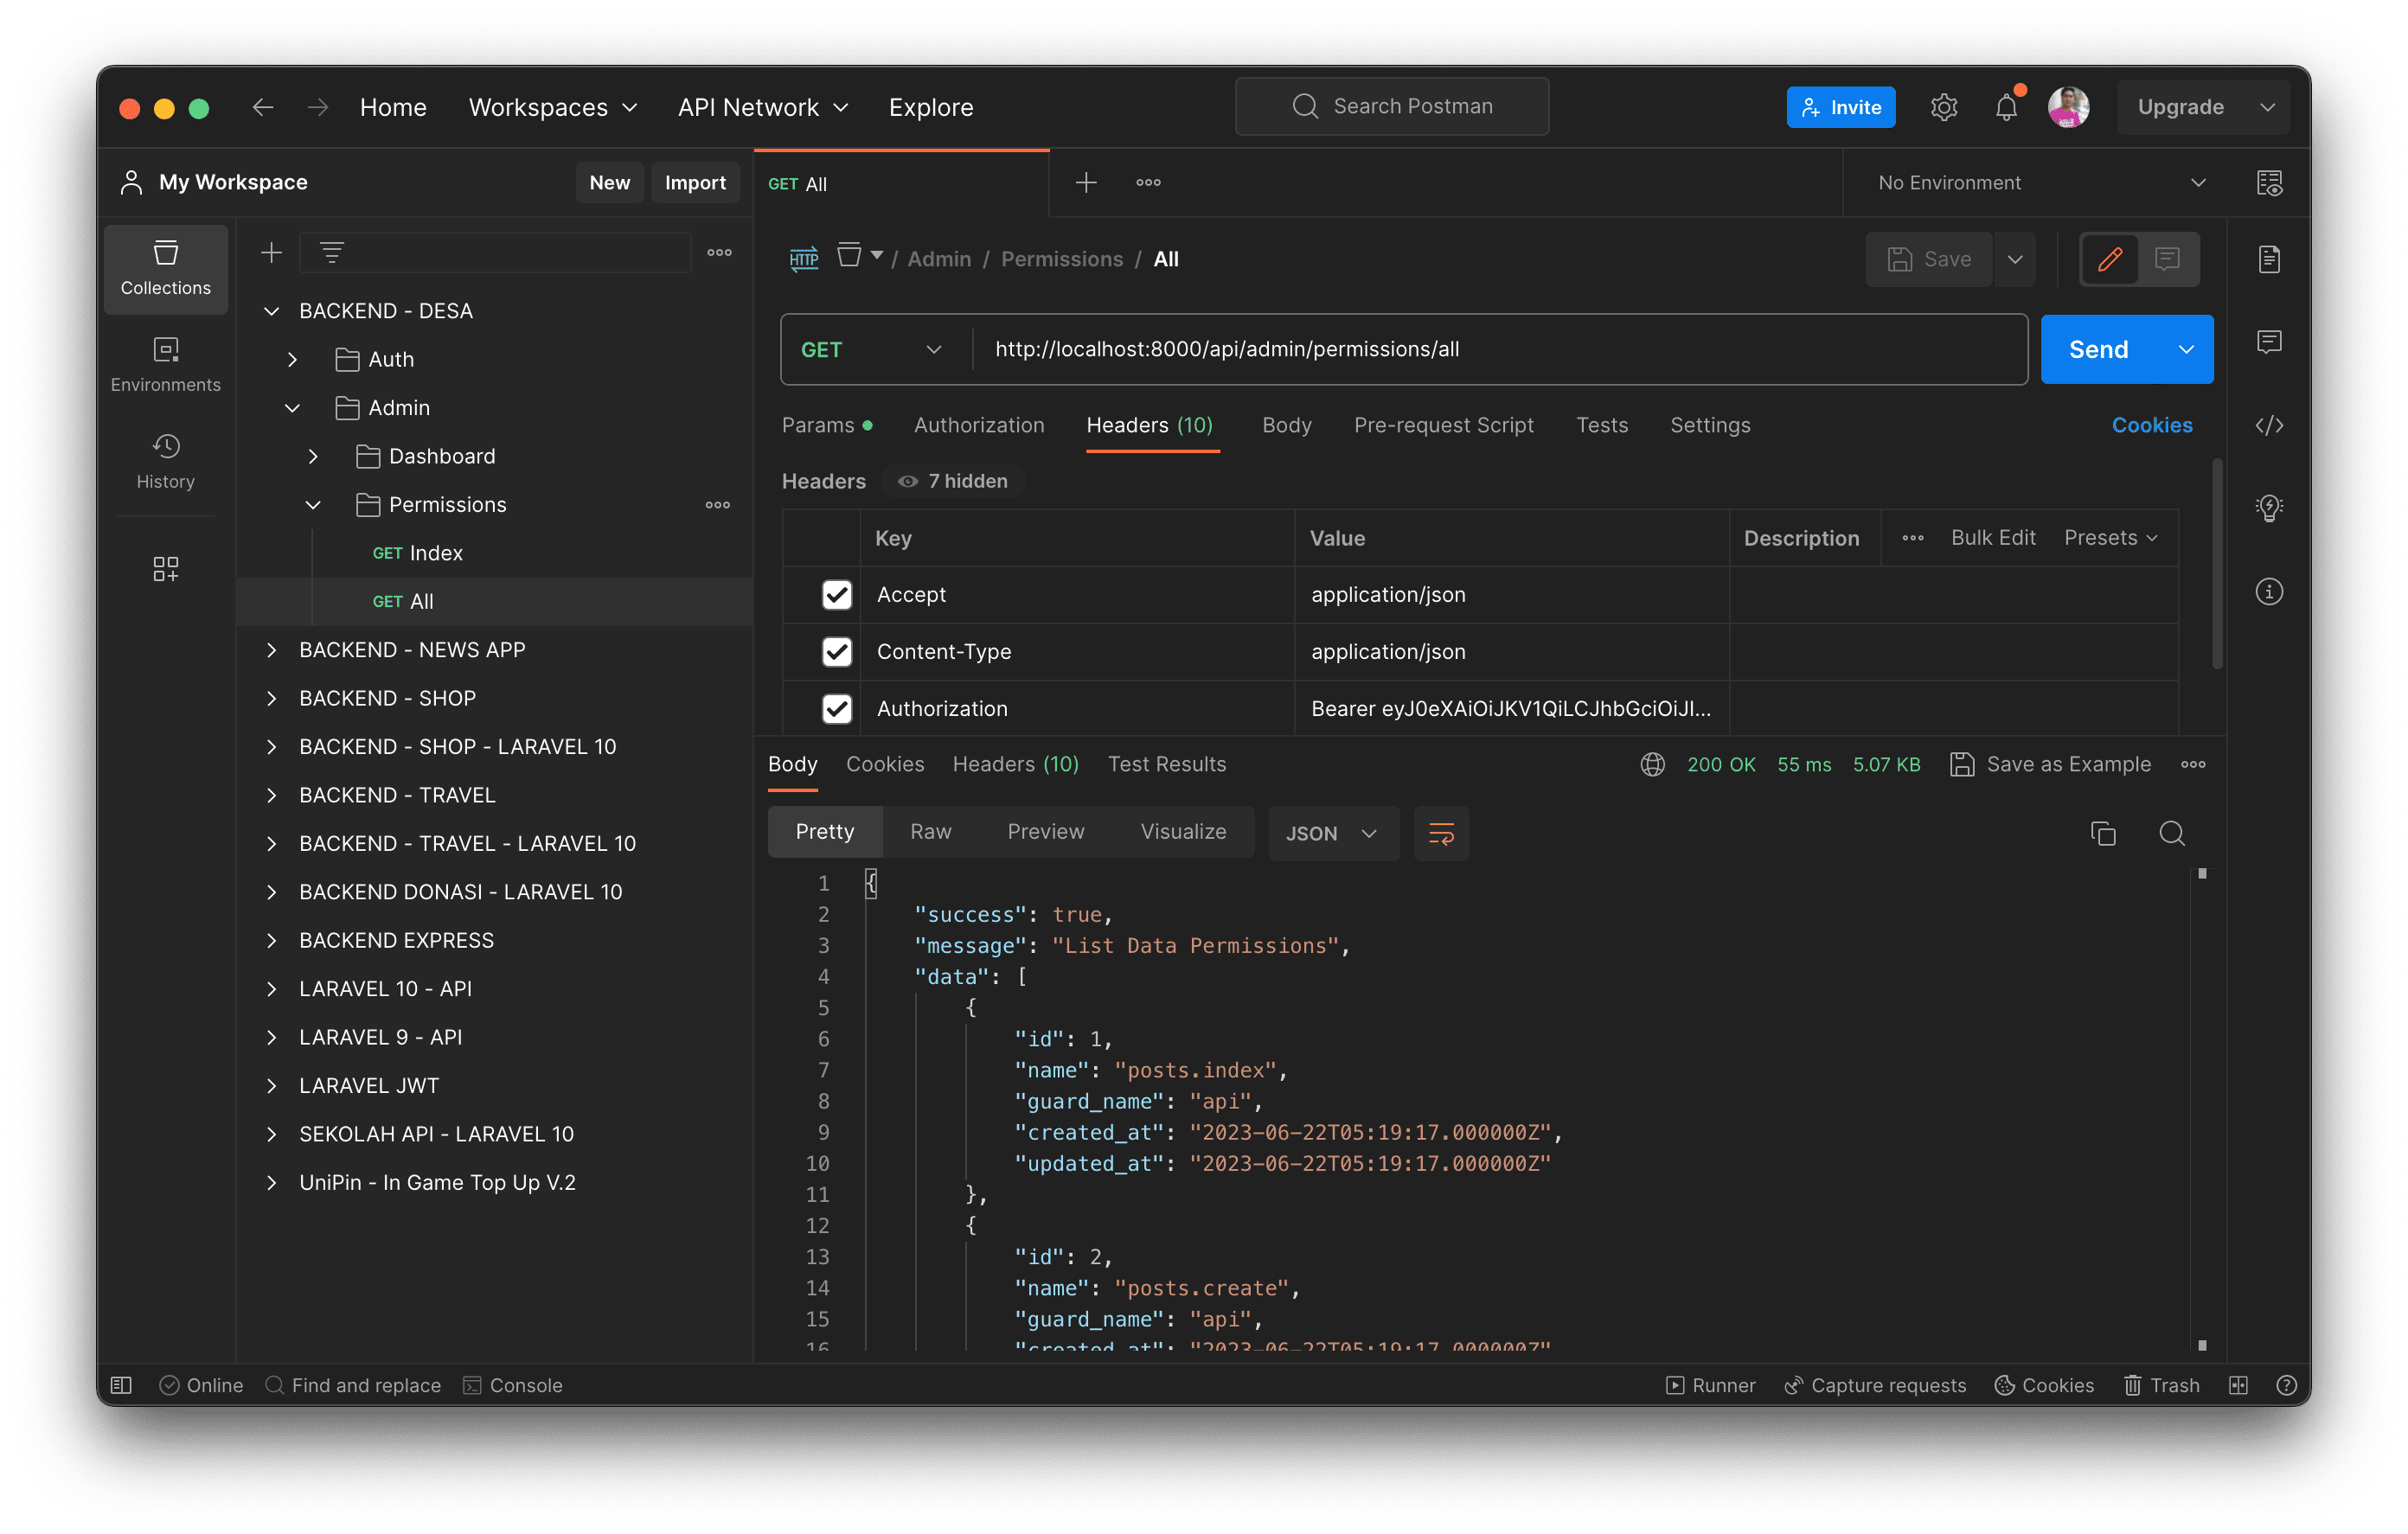 Home Workspaces API Network Explore Search Postman Invite Upgrade
My Workspace New Import GET All No Environment
Collections
Environments
History
BACKEND - DESA
Auth
Admin
Dashboard
Permissions
GET Index
GET All
BACKEND - NEWS APP
BACKEND - SHOP
BACKEND - SHOP - LARAVEL 10
BACKEND - TRAVEL
BACKEND - TRAVEL - LARAVEL 10
BACKEND DONASI - LARAVEL 10
BACKEND EXPRESS
LARAVEL 10 - API
LARAVEL 9 - API
LARAVEL JWT
SEKOLAH API - LARAVEL 10
UniPin - In Game Top Up V.2
HTTP / Admin / Permissions / All Save
GET http://localhost:8000/api/admin/permissions/all Send
Params Authorization Headers (10) Body Pre-request Script Tests Settings Cookies
Headers 7 hidden
Key Value Description Bulk Edit Presets
Accept application/json
Content-Type application/json
Authorization Bearer eyJ0eXAiOiJKV1QiLCJhbGciOiJI...
Body Cookies Headers (10) Test Results 200 OK 55 ms 5.07 KB Save as Example
Pretty Raw Preview Visualize JSON
1 {
2 "success": true,
3 "message": "List Data Permissions",
4 "data": [
5 {
6 "id": 1,
7 "name": "posts.index",
8 "guard_name": "api",
9 "created_at": "2023-06-22T05:19:17.000000Z",
10 "updated_at": "2023-06-22T05:19:17.000000Z"
11 },
12 {
13 "id": 2,
14 "name": "posts.create",
15 "guard_name": "api",
16 "created_at": "2023-06-22T05:19:17.000000Z"
Online Find and replace Console Runner Capture requests Cookies Trash